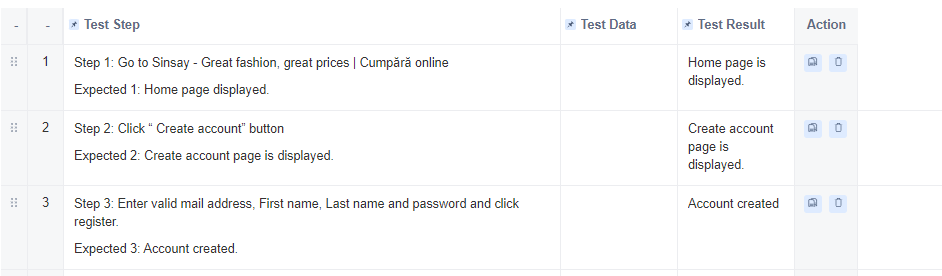 - - Test Step Test Data Test Result Action
1 Step 1: Go to Sinsay - Great fashion, great prices | Cumpără online
Expected 1: Home page displayed.
Home page is
displayed.
2 Step 2: Click “ Create account” button
Expected 2: Create account page is displayed.
Create account
page is
displayed.
3 Step 3: Enter valid mail address, First name, Last name and password and click
register.
Expected 3: Account created.
Account created